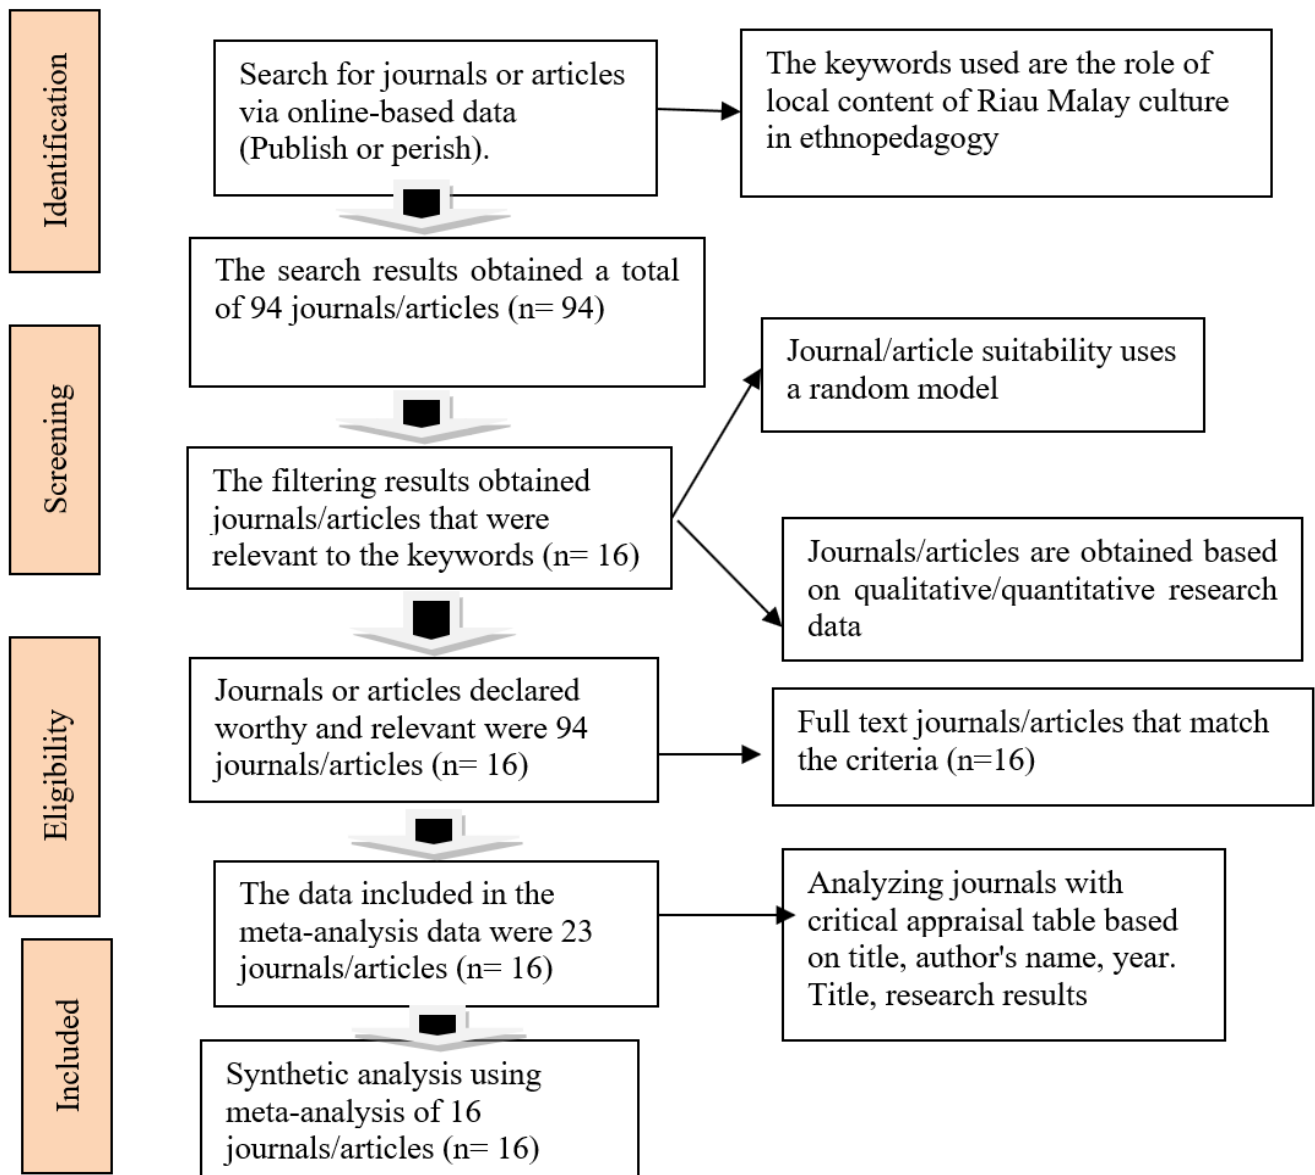 Identification
Search for journals or articles
via online-based data
(Publish or perish).
The keywords used are the role of
local content of Riau Malay culture
in ethnopedagogy
The search results obtained a total
of 94 journals/articles (n= 94)
Screening
Journal/article suitability uses
a random model
The filtering results obtained
journals/articles that were
relevant to the keywords (n= 16)
Journals/articles are obtained based
on qualitative/quantitative research
data
Eligibility
Journals or articles declared
worthy and relevant were 94
journals/articles (n= 16)
Full text journals/articles that match
the criteria (n=16)
The data included in the
meta-analysis data were 23
journals/articles (n= 16)
Analyzing journals with
critical appraisal table based
on title, author's name, year.
Title, research results
Included
Synthetic analysis using
meta-analysis of 16
journals/articles (n= 16)